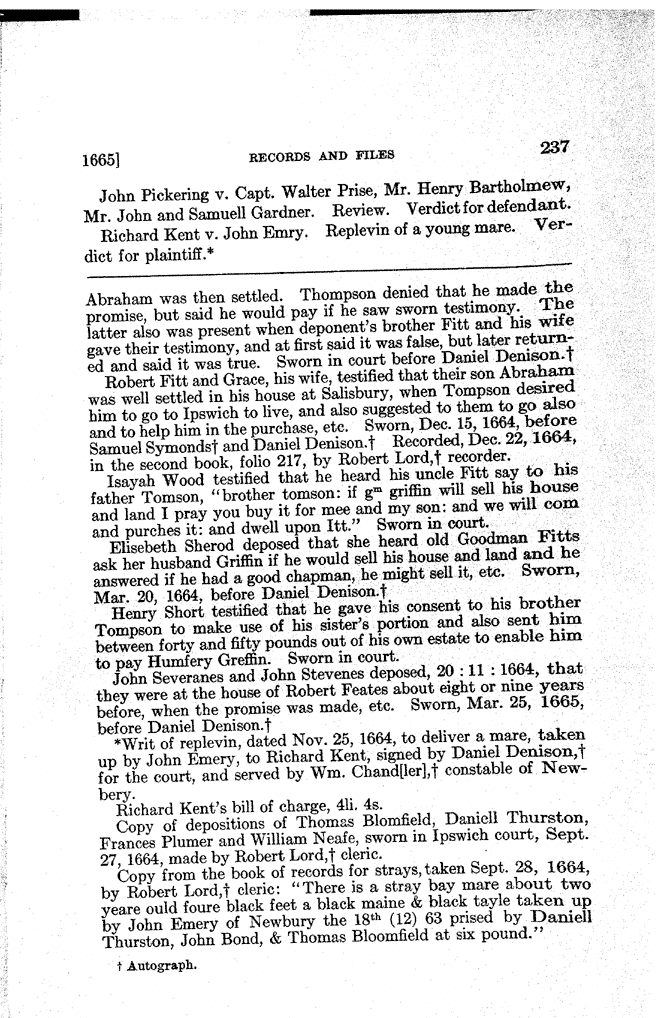 1665] RECORDS AND FILES 237
John Pickering v. Capt. Walter Prise, Mr. Henry Bartholmew,
Mr. John and Samuell Gardner. Review. Verdict for defendant.
Richard Kent v. John Emry. Replevin of a young mare. Ver-
dict for plaintiff.*
Abraham was then settled. Thompson denied that he made the
promise, but said he would pay if he saw sworn testimony. The
latter also was present when deponent's brother Fitt and his wife
gave their testimony, and at first said it was false, but later return-
ed and said it was true. Sworn in court before Daniel Denison.†
Robert Fitt and Grace, his wife, testified that their son Abraham
was well settled in his house at Salisbury, when Tompson desired
him to go to Ipswich to live, and also suggested to them to go also
and to help him in the purchase, etc. Sworn, Dec. 15, 1664, before
Samuel Symonds† and Daniel Denison.† Recorded, Dec. 22, 1664,
in the second book, folio 217, by Robert Lord,† recorder.
Isayah Wood testified that he heard his uncle Fitt say to his
father Tomson, "brother tomson: if gᵐ griffin will sell his house
and land I pray you buy it for mee and my son: and we will com
and purches it: and dwell upon Itt." Sworn in court.
Elisebeth Sherod deposed that she heard old Goodman Fitts
ask her husband Griffin if he would sell his house and land and he
answered if he had a good chapman, he might sell it, etc. Sworn,
Mar. 20, 1664, before Daniel Denison.†
Henry Short testified that he gave his consent to his brother
Tompson to make use of his sister's portion and also sent him
between forty and fifty pounds out of his own estate to enable him
to pay Humfery Greffin. Sworn in court.
John Severanes and John Stevenes deposed, 20 : 11 : 1664, that
they were at the house of Robert Feates about eight or nine years
before, when the promise was made, etc. Sworn, Mar. 25, 1665,
before Daniel Denison.†
*Writ of replevin, dated Nov. 25, 1664, to deliver a mare, taken
up by John Emery, to Richard Kent, signed by Daniel Denison,†
for the court, and served by Wm. Chand[ler],† constable of New-
bery.
Richard Kent's bill of charge, 4li. 4s.
Copy of depositions of Thomas Blomfield, Daniell Thurston,
Frances Plumer and William Neafe, sworn in Ipswich court, Sept.
27, 1664, made by Robert Lord,† cleric.
Copy from the book of records for strays, taken Sept. 28, 1664,
by Robert Lord,† cleric: "There is a stray bay mare about two
yeare ould foure black feet a black maine & black tayle taken up
by John Emery of Newbury the 18ᵗʰ (12) 63 prised by Daniell
Thurston, John Bond, & Thomas Bloomfield at six pound."
† Autograph.